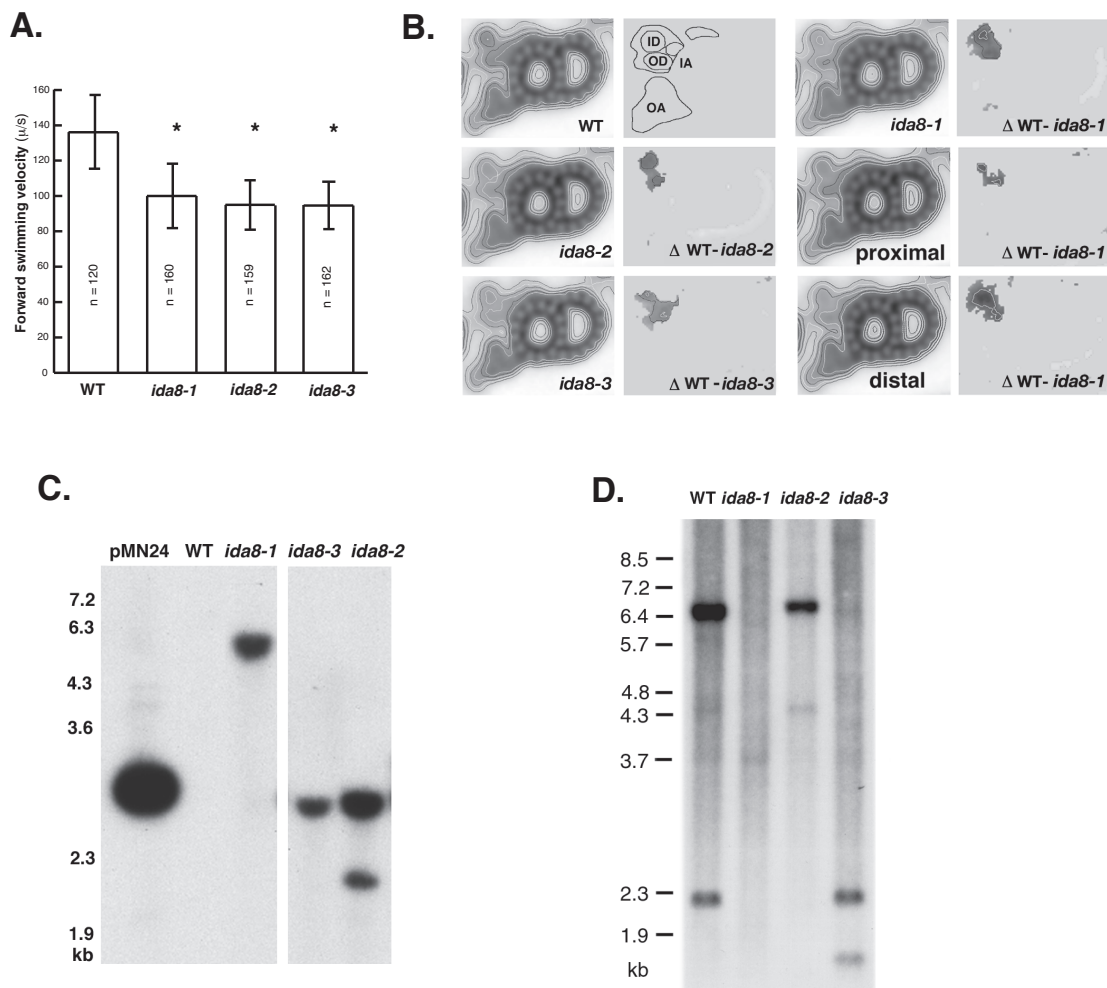 A.
Forward swimming velocity (μ/s)
160
140
120
100
80
60
40
20
0
n = 120
n = 160
n = 159
n = 162
*
*
*
WT
ida8-1
ida8-2
ida8-3
B.
WT
ID
OD
IA
OA
ida8-1
Δ WT- ida8-1
ida8-2
Δ WT- ida8-2
proximal
Δ WT- ida8-1
ida8-3
Δ WT - ida8-3
distal
Δ WT- ida8-1
C.
pMN24 WT ida8-1 ida8-3 ida8-2
7.2
6.3
4.3
3.6
2.3
1.9
kb
D.
WT ida8-1 ida8-2 ida8-3
8.5
7.2
6.4
5.7
4.8
4.3
3.7
2.3
1.9
kb